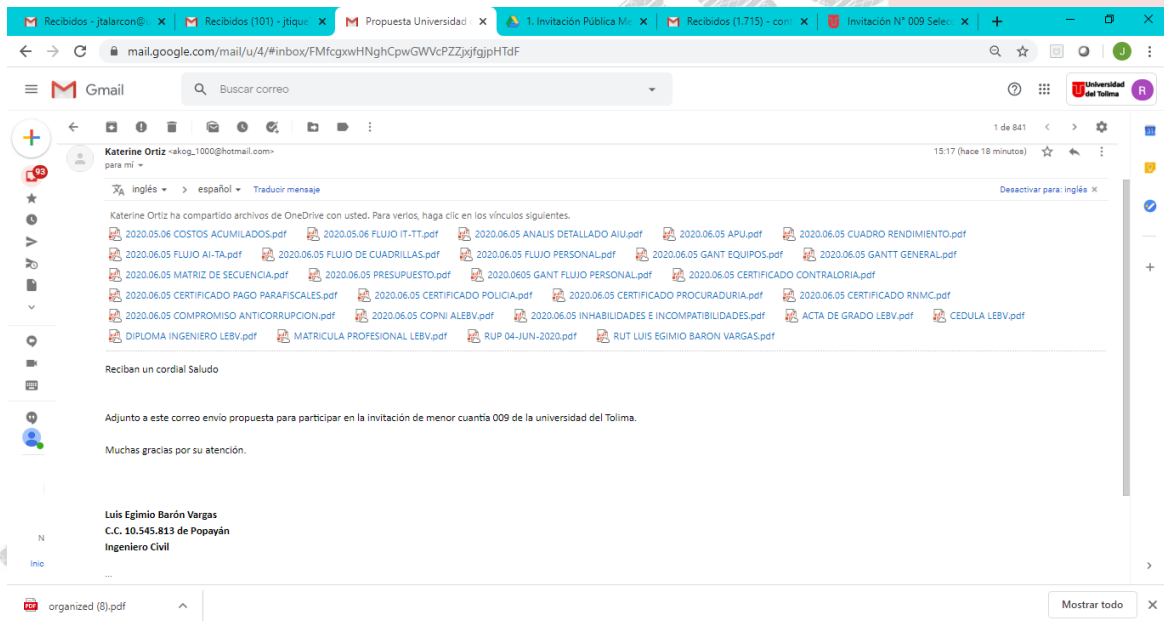 Recibidos - jtalarcon@u
Recibidos (101) - jtique
Propuesta Universidad
1. Invitación Pública Me
Recibidos (1.715) - cont
Invitación N° 009 Selec
mail.google.com/mail/u/4/#inbox/FMfcgxwHNghCpwGWVcPZZjxjfgjpHTdF
J
Gmail
Buscar correo
Universidad del Tolima
R
1 de 841
93
31
Katerine Ortiz <akog_1000@hotmail.com>
15:17 (hace 18 minutos)
para mí
inglés > español Traducir mensaje
Desactivar para: inglés ×
Katerine Ortiz ha compartido archivos de OneDrive con usted. Para verlos, haga clic en los vínculos siguientes.
2020.05.06 COSTOS ACUMILADOS.pdf 2020.05.06 FLUJO IT-TT.pdf 2020.06.05 ANALIS DETALLADO AIU.pdf 2020.06.05 APU.pdf 2020.06.05 CUADRO RENDIMIENTO.pdf
2020.06.05 FLUJO AI-TA.pdf 2020.06.05 FLUJO DE CUADRILLAS.pdf 2020.06.05 FLUJO PERSONAL.pdf 2020.06.05 GANT EQUIPOS.pdf 2020.06.05 GANTT GENERAL.pdf
2020.06.05 MATRIZ DE SECUENCIA.pdf 2020.06.05 PRESUPUESTO.pdf 2020.0605 GANT FLUJO PERSONAL.pdf 2020.06.05 CERTIFICADO CONTRALORIA.pdf
2020.06.05 CERTIFICADO PAGO PARAFISCALES.pdf 2020.06.05 CERTIFICADO POLICIA.pdf 2020.06.05 CERTIFICADO PROCURADURIA.pdf 2020.06.05 CERTIFICADO RNMC.pdf
2020.06.05 COMPROMISO ANTICORRUPCION.pdf 2020.06.05 COPNI ALEBV.pdf 2020.06.05 INHABILIDADES E INCOMPATIBILIDADES.pdf ACTA DE GRADO LEBV.pdf CEDULA LEBV.pdf
DIPLOMA INGENIERO LEBV.pdf MATRICULA PROFESIONAL LEBV.pdf RUP 04-JUN-2020.pdf RUT LUIS EGIMIO BARON VARGAS.pdf
Reciban un cordial Saludo
Adjunto a este correo envío propuesta para participar en la invitación de menor cuantía 009 de la universidad del Tolima.
Muchas gracias por su atención.
Luis Egimio Barón Vargas
C.C. 10.545.813 de Popayán
Ingeniero Civil
...
N
Inic
organized (8).pdf
Mostrar todo